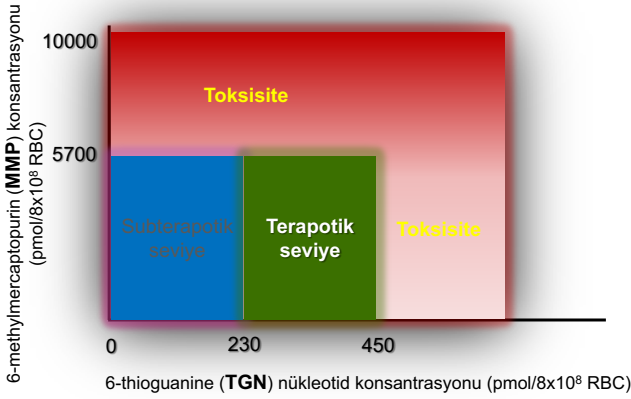 6-methylmercaptopurin (MMP) konsantrasyonu
(pmol/8x10⁸ RBC)
10000
5700
Toksisite
Subterapotik
seviye
Terapotik
seviye
Toksisite
0
230
450
6-thioguanine (TGN) nükleotid konsantrasyonu (pmol/8x10⁸ RBC)